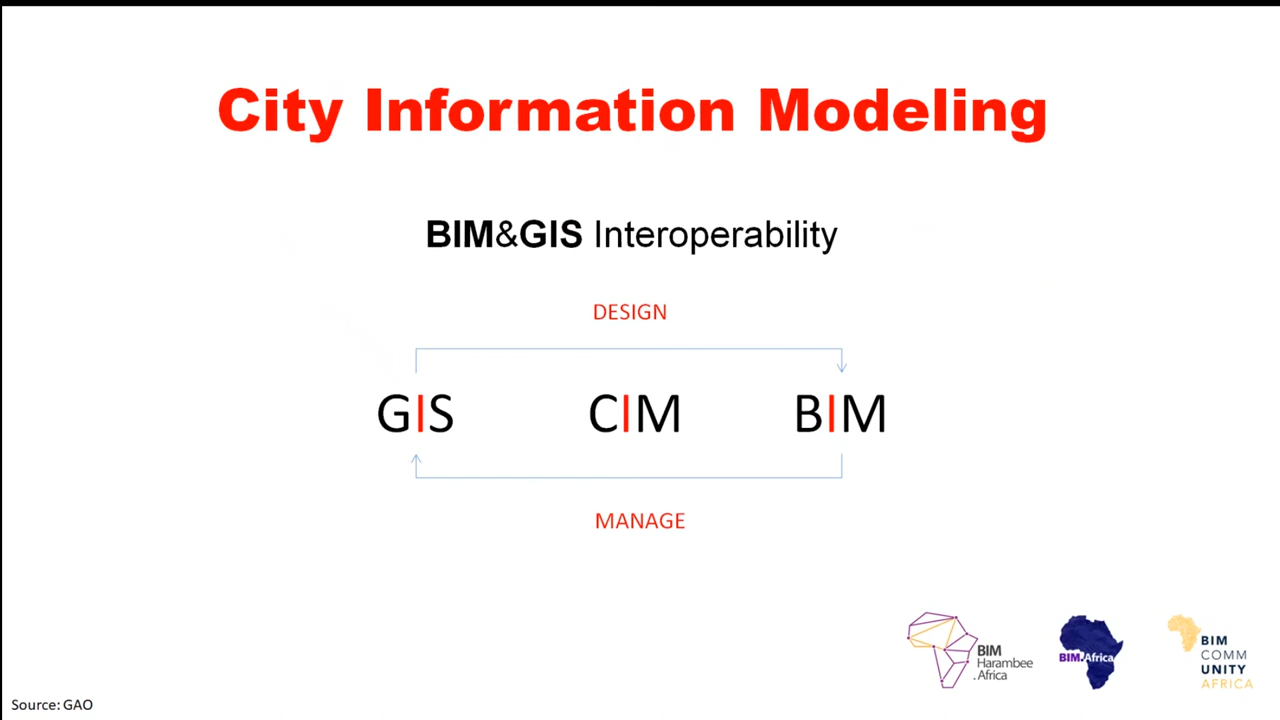 City Information Modeling
BIM&GIS Interoperability
DESIGN
GIS CIM BIM
MANAGE
BIM
Harambee
.Africa
BIM.Africa
BIM
COMM
UNITY
AFRICA
Source: GAO